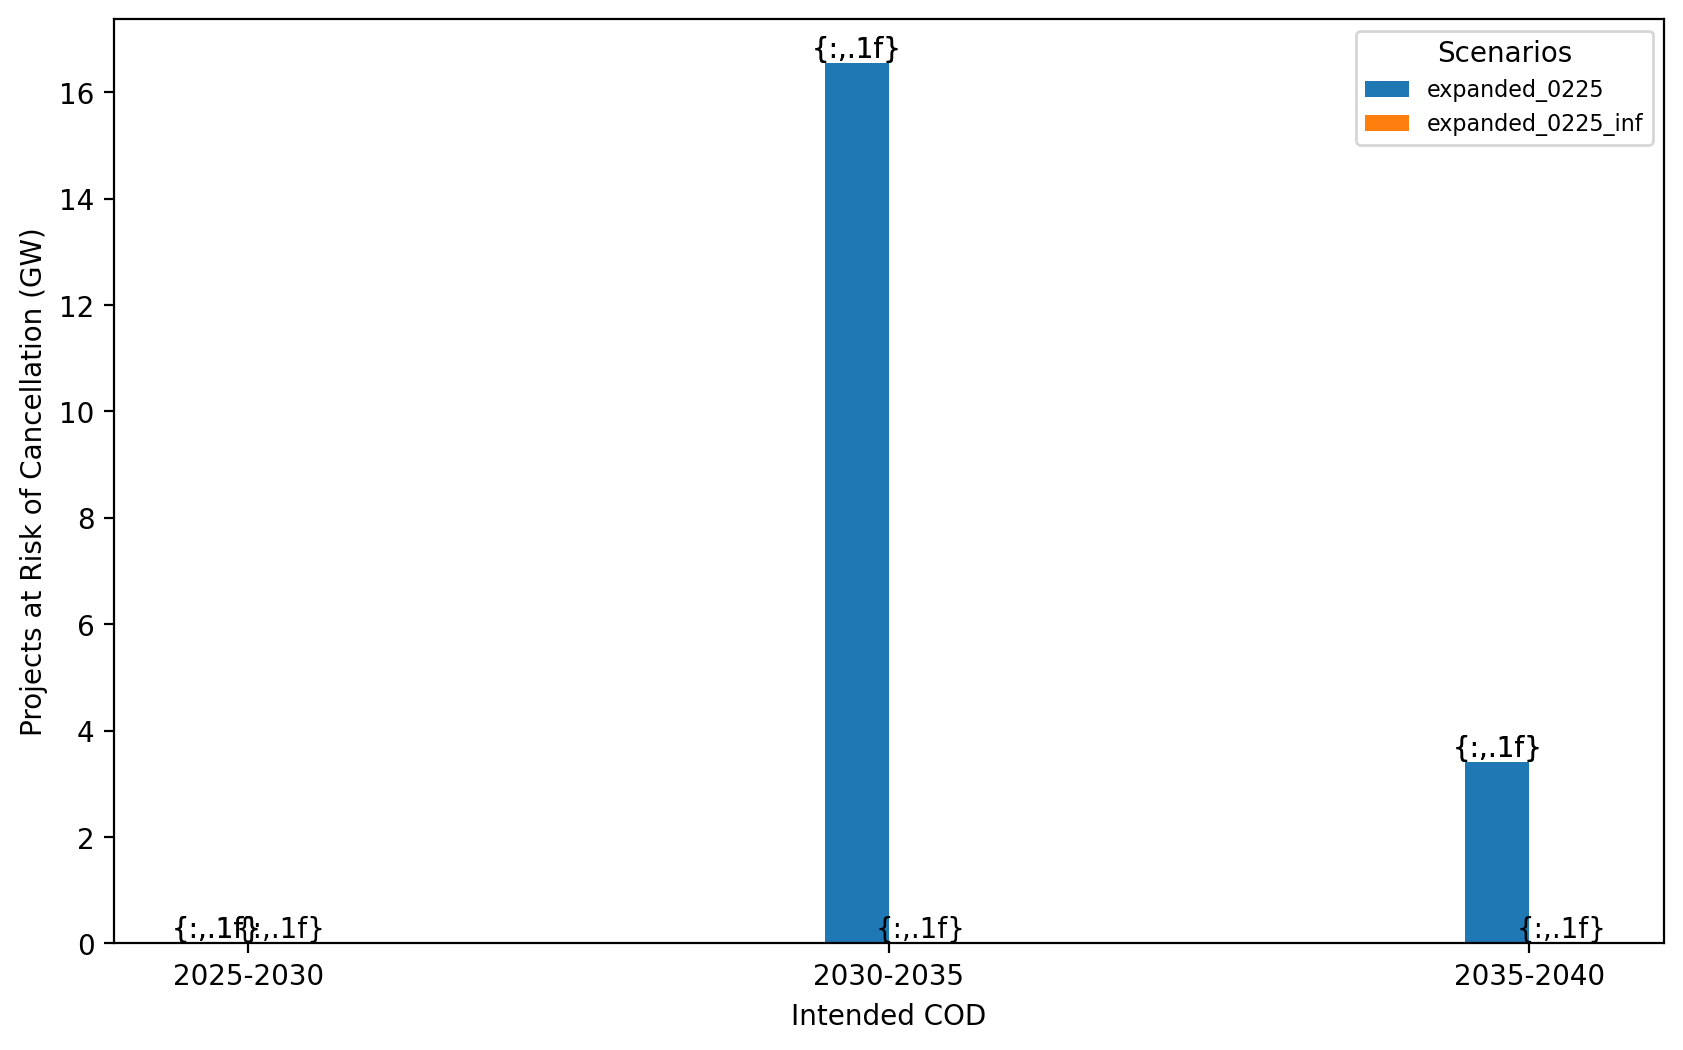 {:,.1f}
Scenarios
expanded_0225
expanded_0225_inf
16
14
12
10
8
6
4
2
0
Projects at Risk of Cancellation (GW)
{:,.1f}
{:,.1f}
{:,.1f}
{:,.1f}
{:,.1f}
2025-2030
2030-2035
2035-2040
Intended COD